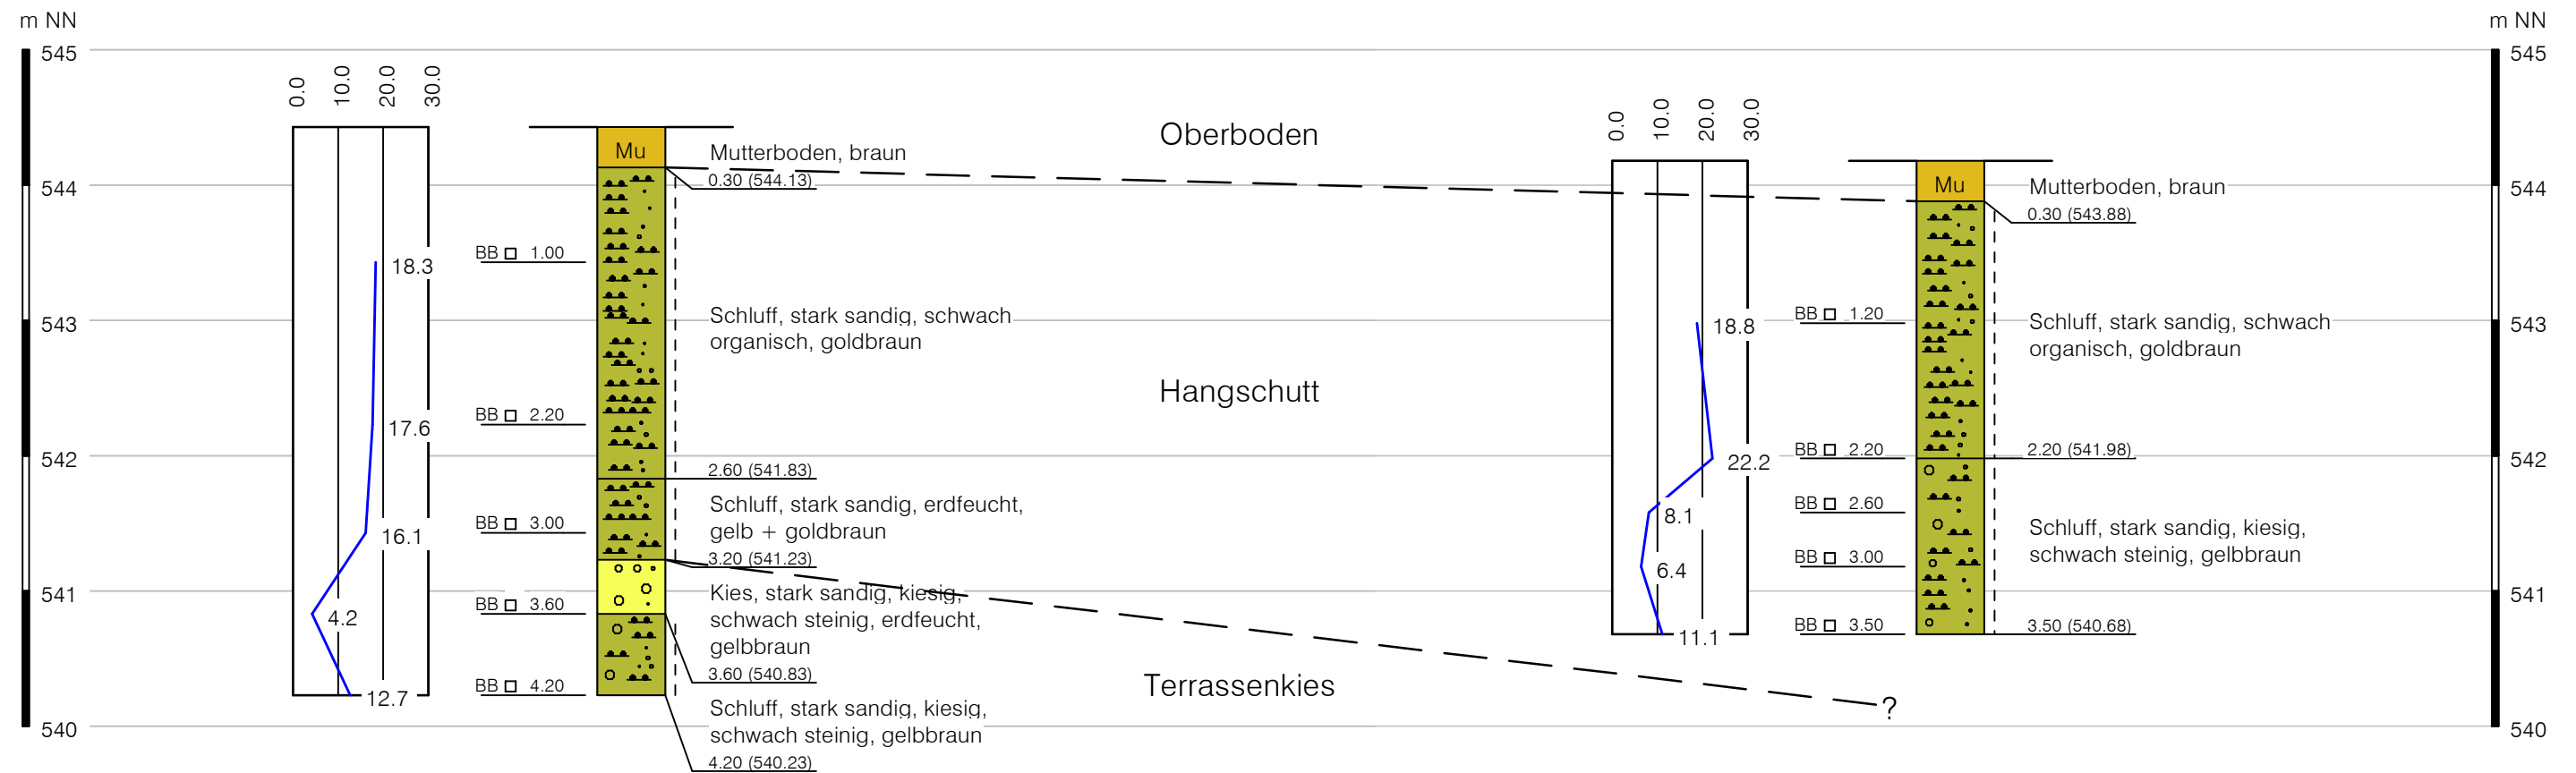 m NN
m NN
545
545
0.0
10.0
20.0
30.0
0.0
10.0
20.0
30.0
Oberboden
Mu
Mutterboden, braun
0.30 (544.13)
544
544
Mu
Mutterboden, braun
0.30 (543.88)
BB 1.00
18.3
Schluff, stark sandig, schwach
organisch, goldbraun
543
543
18.8
BB 1.20
Schluff, stark sandig, schwach
organisch, goldbraun
Hangschutt
17.6
BB 2.20
542
542
2.60 (541.83)
22.2
BB 2.20
2.20 (541.98)
Schluff, stark sandig, erdfeucht,
gelb + goldbraun
3.20 (541.23)
16.1
BB 3.00
8.1
BB 2.60
6.4
BB 3.00
Schluff, stark sandig, kiesig,
schwach steinig, gelbbraun
541
541
Kies, stark sandig, kiesig,
schwach steinig, erdfeucht,
gelbbraun
3.60 (540.83)
4.2
BB 3.60
11.1
BB 3.50
3.50 (540.68)
Terrassenkies
?
12.7
BB 4.20
Schluff, stark sandig, kiesig,
schwach steinig, gelbbraun
4.20 (540.23)
540
540